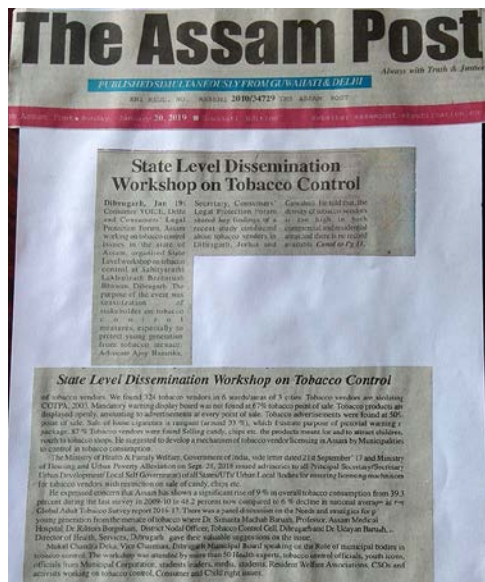 The Assam Post
Always with Truth & Justice
PUBLISHED SIMULTANEOUSLY FROM GUWAHATI & DELHI
2010/34729 THE ASSAM POST
Sunday, January 20, 2019
State Level Dissemination
Workshop on Tobacco Control
Dibrugarh, Jan 19:
Consumer VOICE, Delhi
and Consumers' Legal
Protection Forum, Assam
working on tobacco control
issues in the state of
Assam, organised State
Level workshop on tobacco
control at
Bhawan, Dibrugarh. The
purpose of the event was
sensitization of
stakeholders on tobacco
control
measures, especially to
protect young generation
from tobacco menace.
Advocate Ajoy Hazarika,
Secretary, Consumers'
Legal Protection Forum
shared key findings of a
recent study conducted
about tobacco vendors in
Dibrugarh, Jorhat and
Guwahati. He told that, the
density of tobacco vendors
is too high in both
commercial and residential
areas and there is no record
available. Contd to Pg 11.
State Level Dissemination Workshop on Tobacco Control
of tobacco vendors. We found 324 tobacco vendors in 6 wards/areas of 3 cities. Tobacco vendors are violating
COTPA, 2003. Mandatory warning display board was not found at 67% tobacco point of sale. Tobacco products are
displayed openly, amounting to advertisements at every point of sale. Tobacco advertisements were found at 50%
point of sale. Sale of loose cigarettes is rampant (around %), which purpose of pictorial warning
package. 87% Tobacco vendors were found Selling candy, chips etc. the products meant for and to attract children,
youth to tobacco shops. He suggested to develop a mechanism of tobacco vendor licensing in Assam by Municipalities
to control in tobacco consumption.
The Ministry of Health & Family Welfare, Government of India, vide letter dated 21st September' 17 and Ministry
of Housing and Urban Poverty Alleviation on Sept. 28, 2018 issued advisories to all Principal Secretary/Secretary
Urban Development/ Local Self Government of all States/UTs/ Urban Local Bodies for ensuring licensing mechanism
for tobacco vendors with restriction on sale of candy, chips etc.
He expressed concern that Assam has shows a significant rise of 9% in overall tobacco consumption from 39.3
percent during the last survey in 2009-10 to 48.2 percent now compared to 6 % decline in national average as per
Global Adult Tobacco Survey report 2016-17. There was a panel discussion on the Needs and strategies for
young generation from the menace of tobacco where Dr. Baruah, Professor, Assam Medical
Hospital, Dr. Borgohain, District Nodal Officer, Tobacco Control Cell, Dibrugarh and Dr. Udayan
Director of Health, Services, Dibrugarh gave their valuable suggestions on the issue.
Mukul Chandra Deka, Vice Chairman, Dibrugarh Municipal Board speaking on the Role of municipal bodies in
tobacco control. The workshop was attended by more than 50 Health experts, tobacco control officials, youth icons,
officials from Municipal Corporation, students leaders, media, students, Resident Welfare Associations, CSOs and
activists working on tobacco control, Consumer and Child right issues.